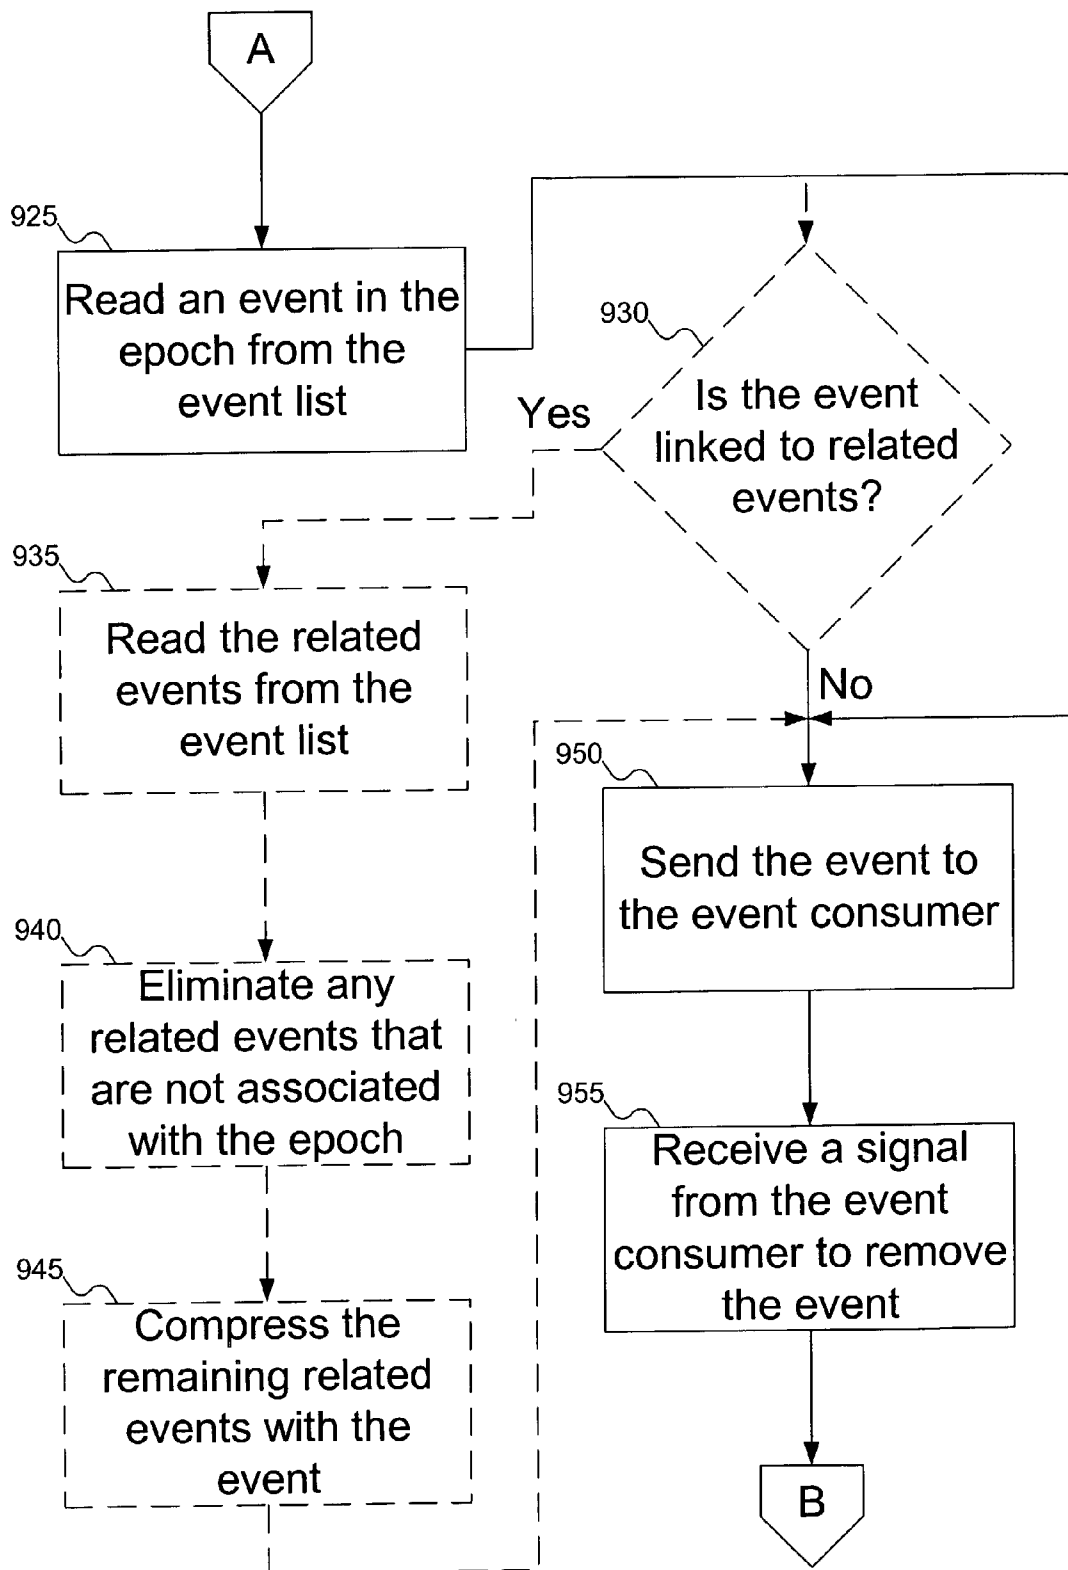 A
925
Read an event in the
epoch from the
event list
930
Is the event
linked to related
events?
Yes
No
935
Read the related
events from the
event list
940
Eliminate any
related events that
are not associated
with the epoch
945
Compress the
remaining related
events with the
event
950
Send the event to
the event consumer
955
Receive a signal
from the event
consumer to remove
the event
B